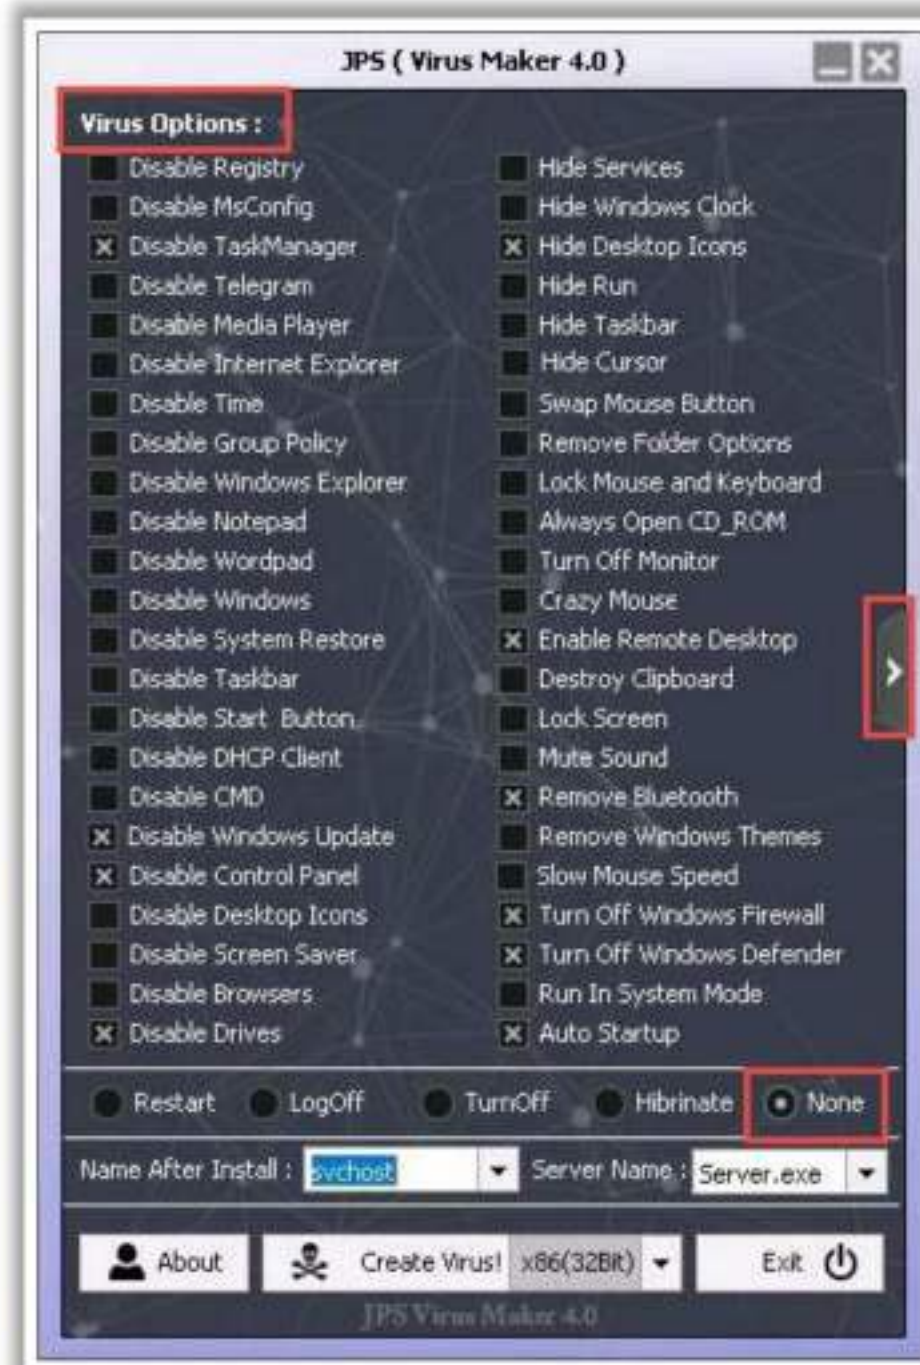 JPS ( Virus Maker 4.0 )
Virus Options :
Disable Registry
Disable MsConfig
Disable TaskManager
Disable Telegram
Disable Media Player
Disable Internet Explorer
Disable Time
Disable Group Policy
Disable Windows Explorer
Disable Notepad
Disable Wordpad
Disable Windows
Disable System Restore
Disable Taskbar
Disable Start Button
Disable DHCP Client
Disable CMD
Disable Windows Update
Disable Control Panel
Disable Desktop Icons
Disable Screen Saver
Disable Browsers
Disable Drives
Hide Services
Hide Windows Clock
Hide Desktop Icons
Hide Run
Hide Taskbar
Hide Cursor
Swap Mouse Button
Remove Folder Options
Lock Mouse and Keyboard
Always Open CD_ROM
Turn Off Monitor
Crazy Mouse
Enable Remote Desktop
Destroy Clipboard
Lock Screen
Mute Sound
Remove Bluetooth
Remove Windows Themes
Slow Mouse Speed
Turn Off Windows Firewall
Turn Off Windows Defender
Run In System Mode
Auto Startup
Restart LogOff TurnOff Hibrinate None
Name After Install : svchost Server Name : Server.exe
About Create Virus! x86(32Bit) Exit
JPS Virus Maker 4.0